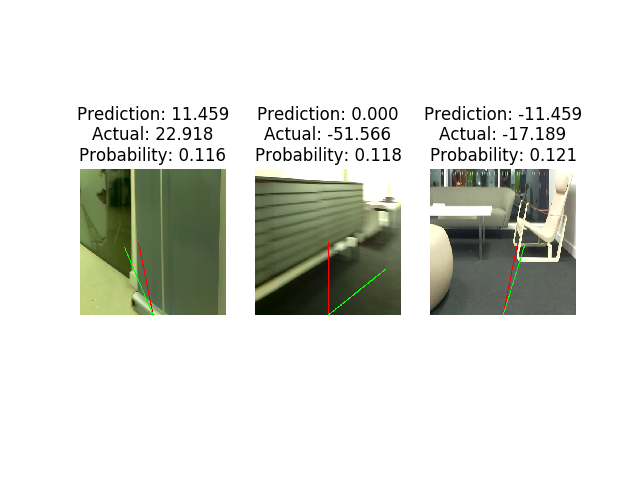 Prediction: 11.459
Actual: 22.918
Probability: 0.116
Prediction: 0.000
Actual: -51.566
Probability: 0.118
Prediction: -11.459
Actual: -17.189
Probability: 0.121